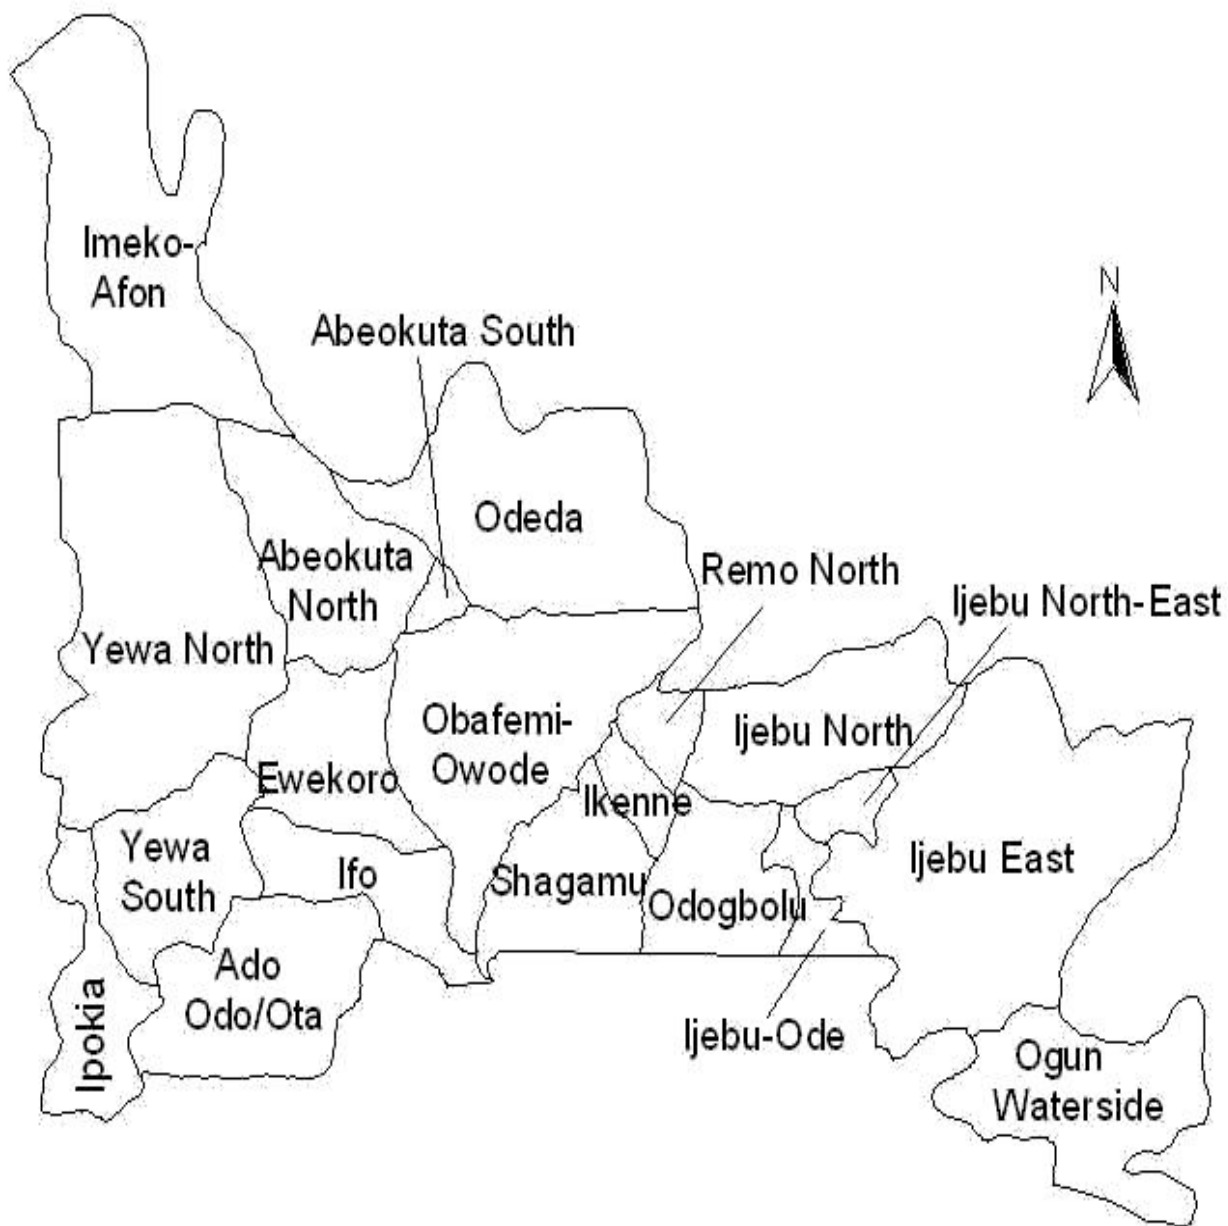 Imeko-
Afon
N
Abeokuta South
Odeda
Abeokuta
North
Remo North
Ijebu North-East
Yewa North
Obafemi-
Owode
Ijebu North
Ewekoro
Ikenne
Yewa
South
Ifo
Shagamu
Odogbolu
Ijebu East
Ado
Odo/Ota
Ipokia
Ijebu-Ode
Ogun
Waterside